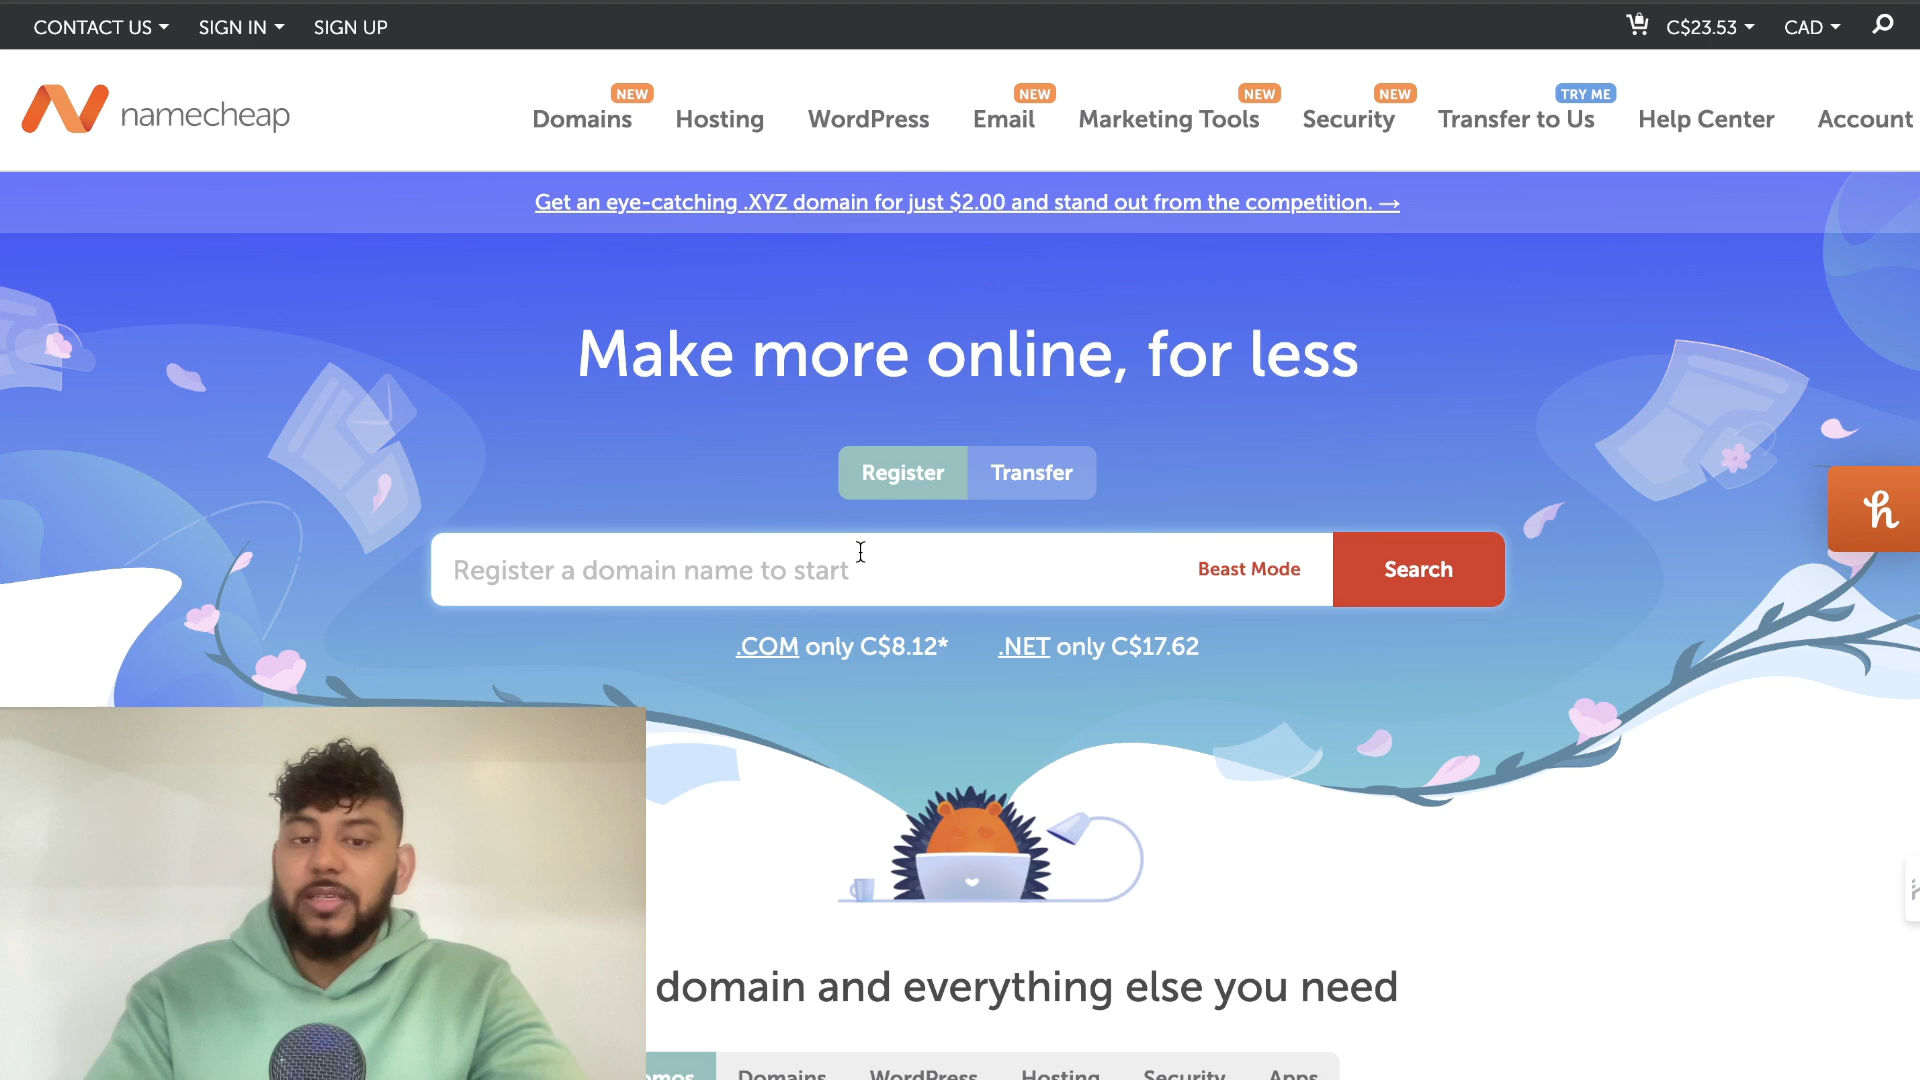 CONTACT US SIGN IN SIGN UP C$23.53 CAD
namecheap
NEW NEW NEW NEW TRY ME
Domains Hosting WordPress Email Marketing Tools Security Transfer to Us Help Center Account
Get an eye-catching .XYZ domain for just $2.00 and stand out from the competition. →
Make more online, for less
Register Transfer
Register a domain name to start Beast Mode Search
.COM only C$8.12* .NET only C$17.62
domain and everything else you need
Domains WordPress Hosting Security Apps